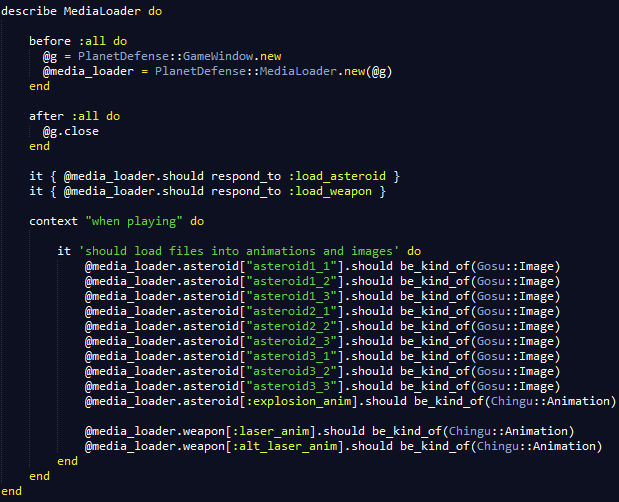 describe MediaLoader do
before :all do
@g = PlanetDefense::GameWindow.new
@media_loader = PlanetDefense::MediaLoader.new(@g)
end
after :all do
@g.close
end
it { @media_loader.should respond_to :load_asteroid }
it { @media_loader.should respond_to :load_weapon }
context "when playing" do
it 'should load files into animations and images' do
@media_loader.asteroid["asteroid1_1"].should be_kind_of(Gosu::Image)
@media_loader.asteroid["asteroid1_2"].should be_kind_of(Gosu::Image)
@media_loader.asteroid["asteroid1_3"].should be_kind_of(Gosu::Image)
@media_loader.asteroid["asteroid2_1"].should be_kind_of(Gosu::Image)
@media_loader.asteroid["asteroid2_2"].should be_kind_of(Gosu::Image)
@media_loader.asteroid["asteroid2_3"].should be_kind_of(Gosu::Image)
@media_loader.asteroid["asteroid3_1"].should be_kind_of(Gosu::Image)
@media_loader.asteroid["asteroid3_2"].should be_kind_of(Gosu::Image)
@media_loader.asteroid["asteroid3_3"].should be_kind_of(Gosu::Image)
@media_loader.asteroid[:explosion_anim].should be_kind_of(Chingu::Animation)
@media_loader.weapon[:laser_anim].should be_kind_of(Chingu::Animation)
@media_loader.weapon[:alt_laser_anim].should be_kind_of(Chingu::Animation)
end
end
end